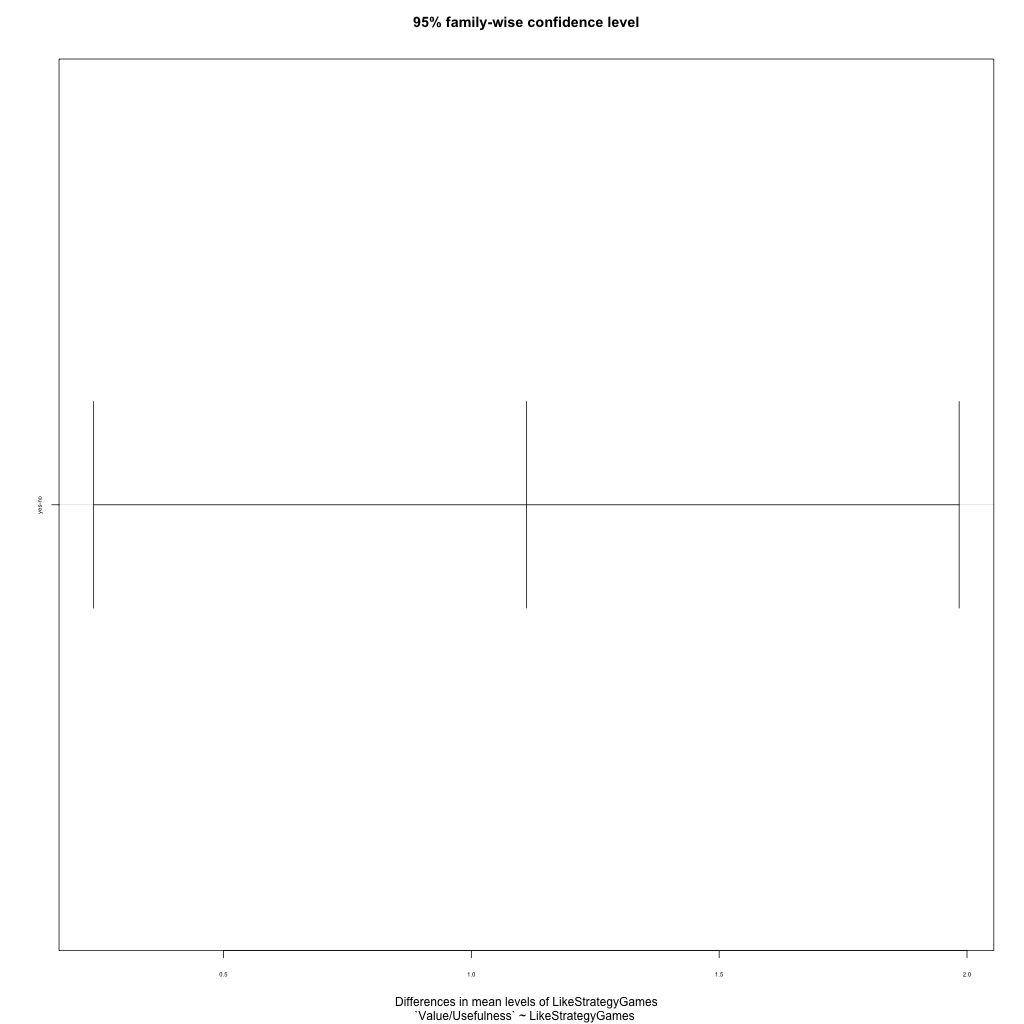 95% family-wise confidence level
yes-no
0.5 1.0 1.5 2.0
Differences in mean levels of LikeStrategyGames
`Value/Usefulness` ~ LikeStrategyGames